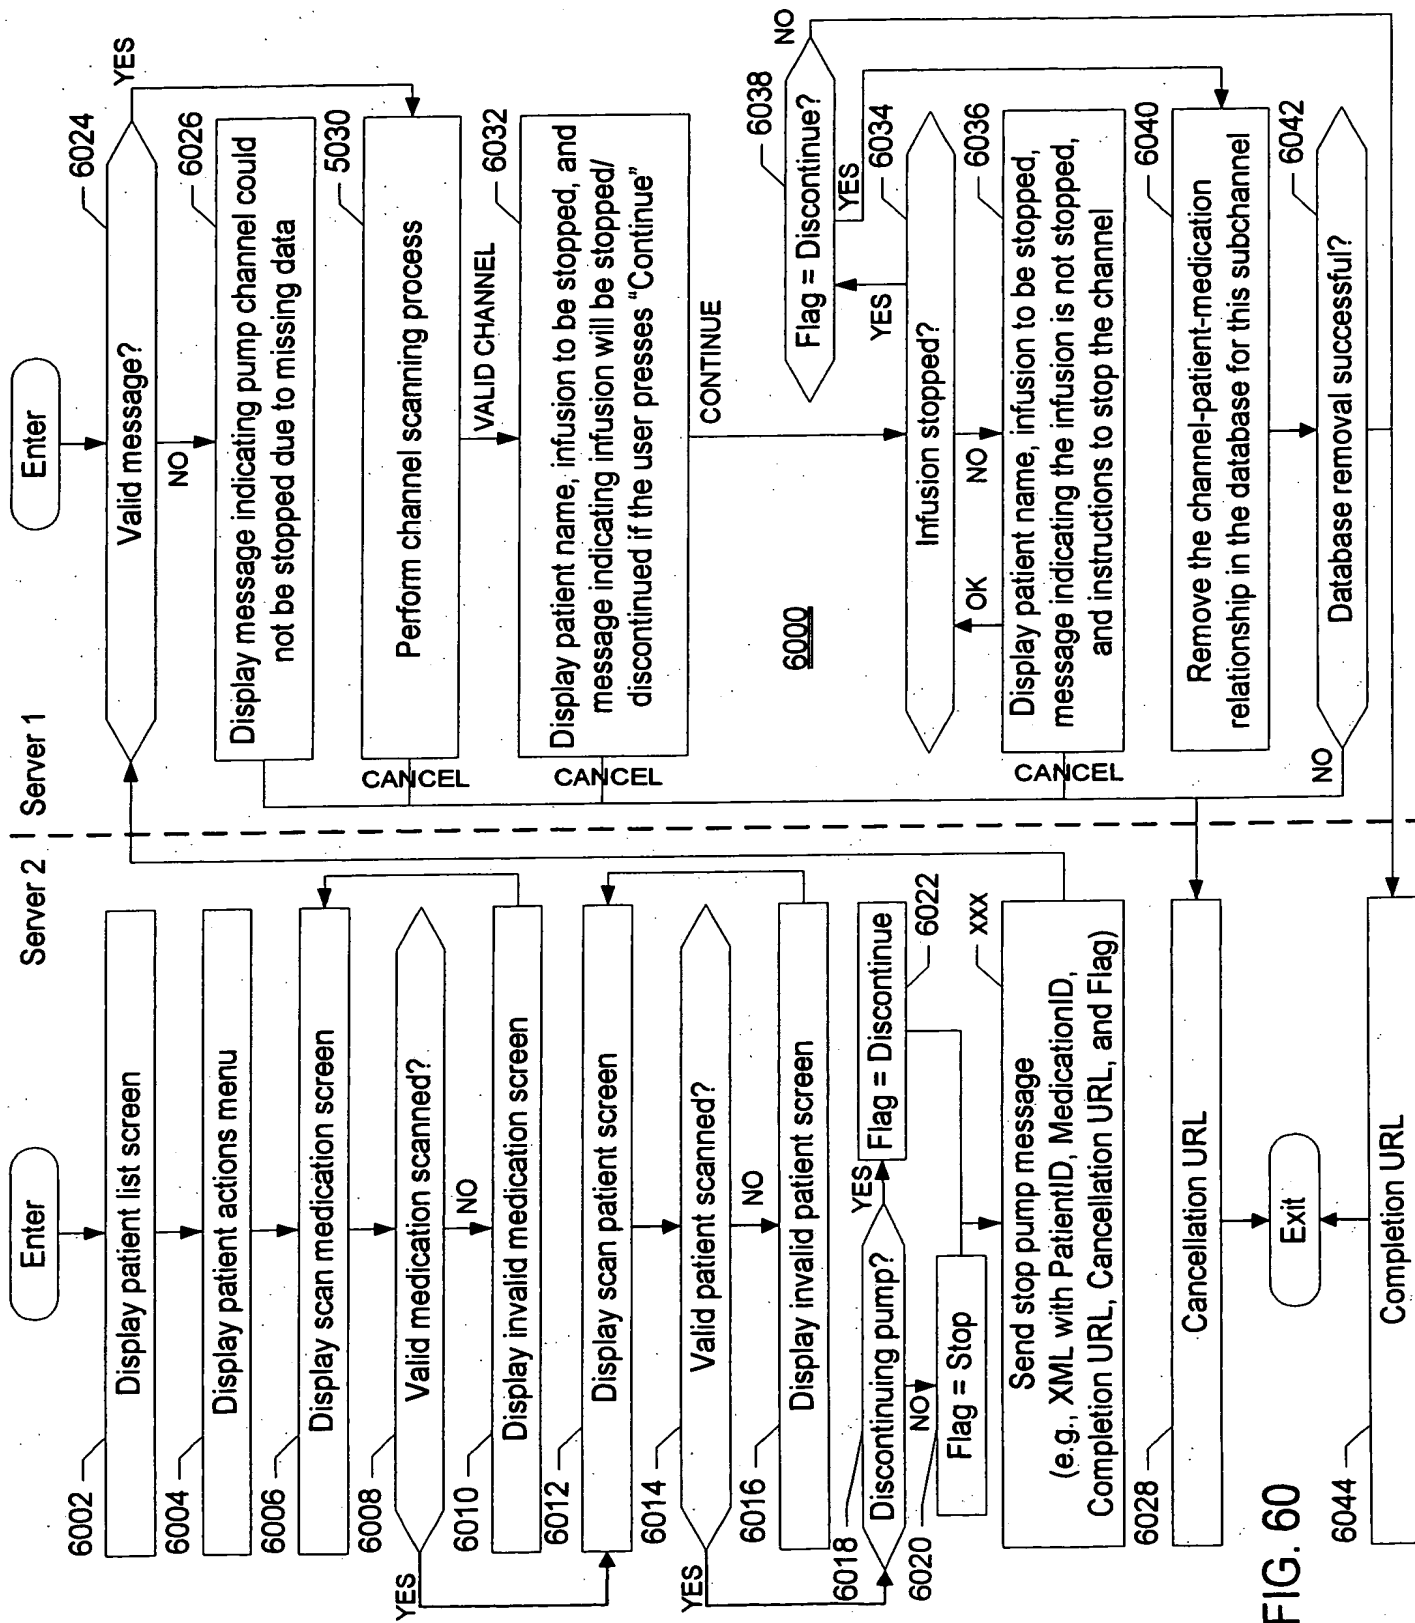 Server 2
Server 1
Enter
6002
Display patient list screen
6004
Display patient actions menu
6006
Display scan medication screen
6008
Valid medication scanned?
YES
NO
6010
Display invalid medication screen
6012
Display scan patient screen
6014
Valid patient scanned?
YES
NO
6016
Display invalid patient screen
6018
Discontinuing pump?
YES
Flag = Discontinue
6022
NO
6020
Flag = Stop
XXX
Send stop pump message
(e.g., XML with PatientID, MedicationID,
Completion URL, Cancellation URL, and Flag)
6028
Cancellation URL
Exit
6044
Completion URL
Enter
6024
Valid message?
YES
NO
6026
Display message indicating pump channel could
not be stopped due to missing data
5030
Perform channel scanning process
CANCEL
VALID CHANNEL
6032
Display patient name, infusion to be stopped, and
message indicating infusion will be stopped/
discontinued if the user presses “Continue”
CANCEL
CONTINUE
6000
6038
Flag = Discontinue?
NO
YES
YES
6034
Infusion stopped?
OK
NO
6036
Display patient name, infusion to be stopped,
message indicating the infusion is not stopped,
and instructions to stop the channel
CANCEL
6040
Remove the channel-patient-medication
relationship in the database for this subchannel
6042
Database removal successful?
NO
FIG. 60